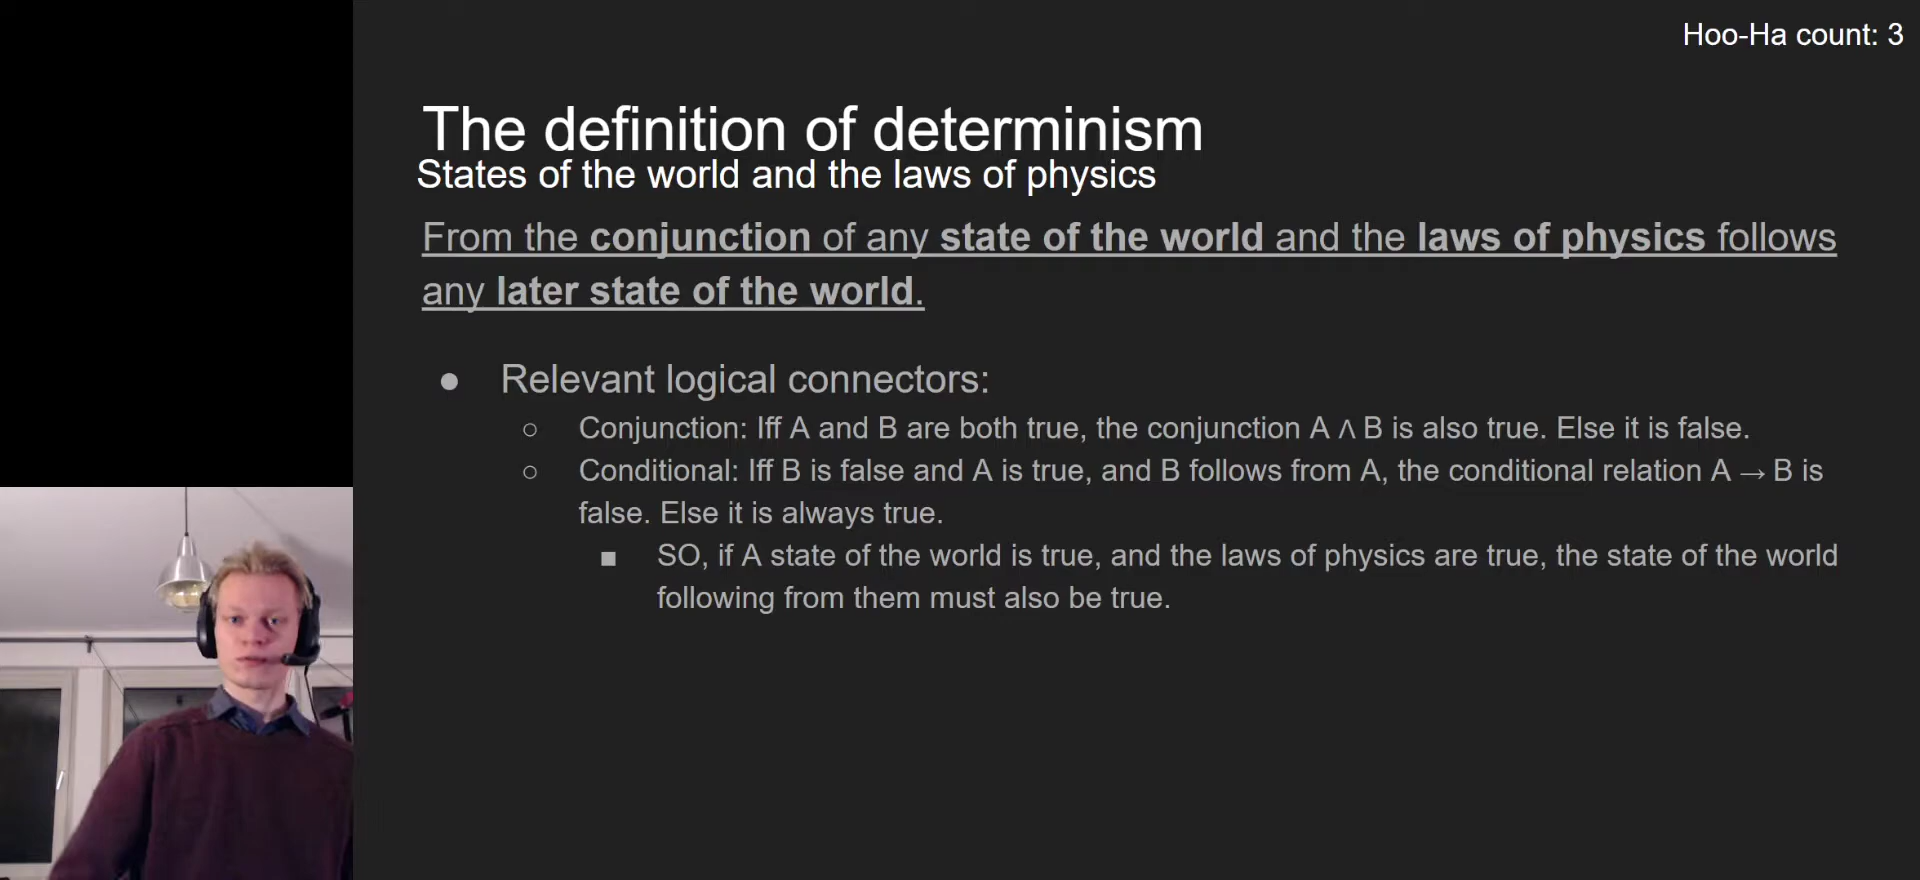 Hoo-Ha count: 3
The definition of determinism
States of the world and the laws of physics
From the conjunction of any state of the world and the laws of physics follows
any later state of the world.
● Relevant logical connectors:
○ Conjunction: Iff A and B are both true, the conjunction A ∧ B is also true. Else it is false.
○ Conditional: Iff B is false and A is true, and B follows from A, the conditional relation A → B is
false. Else it is always true.
■ SO, if A state of the world is true, and the laws of physics are true, the state of the world
following from them must also be true.